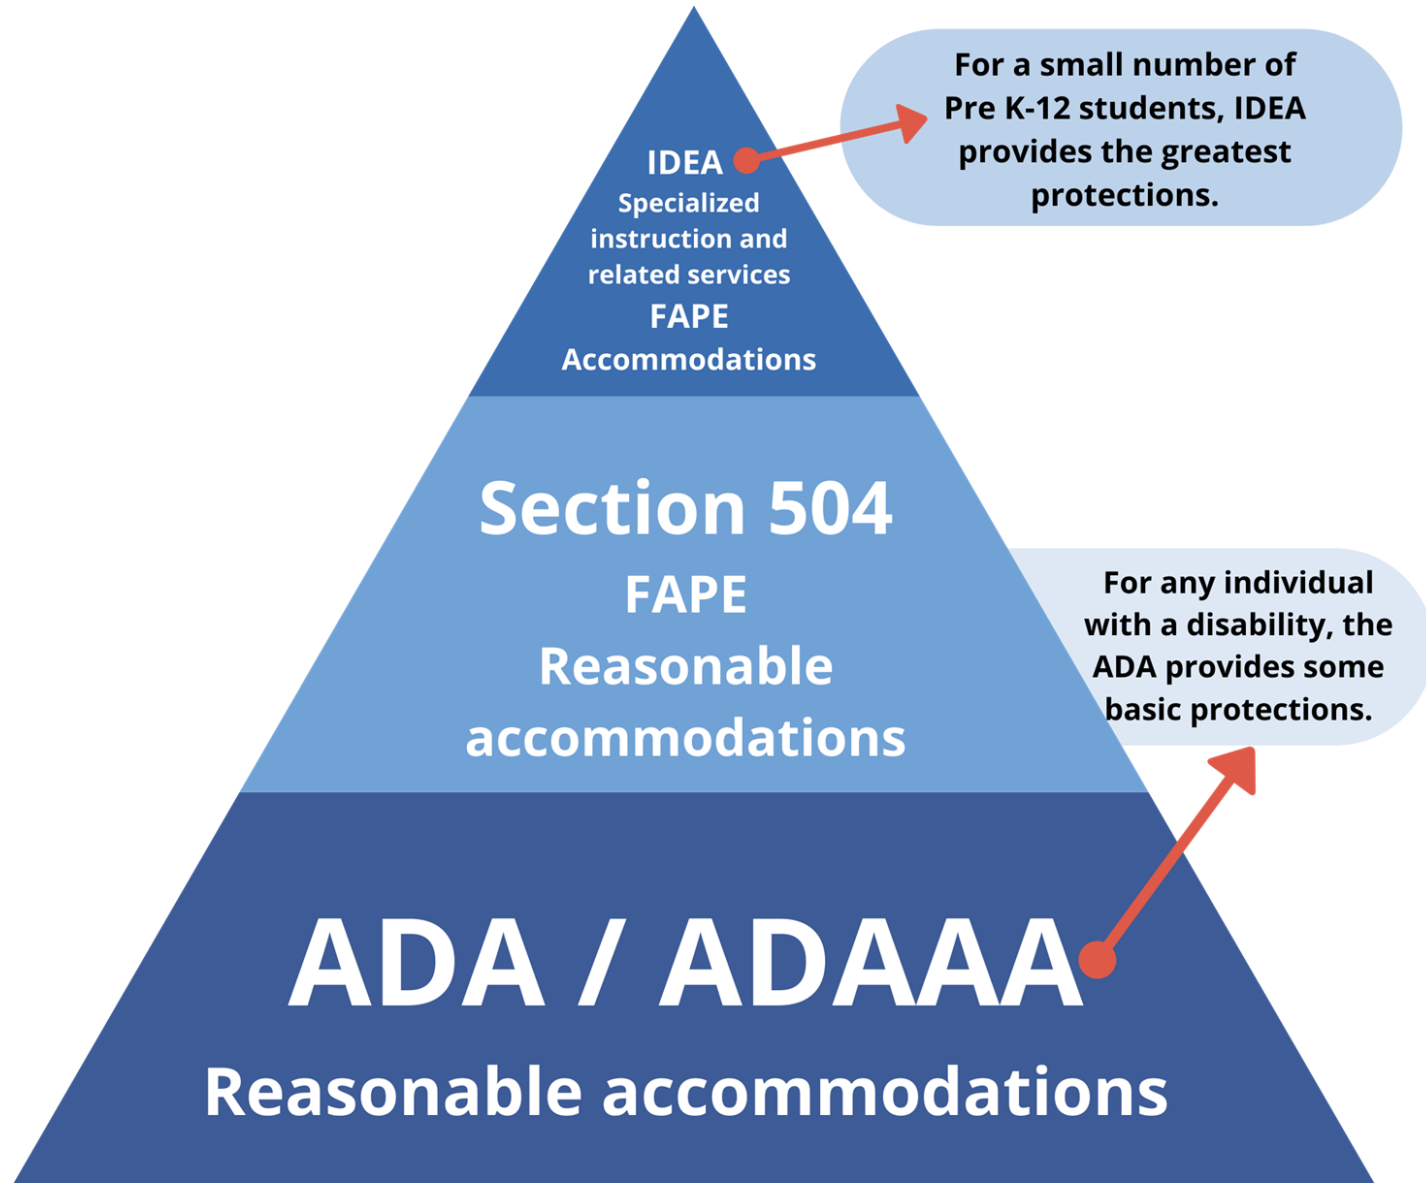 For a small number of
Pre K-12 students, IDEA
provides the greatest
protections.
IDEA
Specialized
instruction and
related services
FAPE
Accommodations
Section 504
FAPE
Reasonable
accommodations
For any individual
with a disability, the
ADA provides some
basic protections.
ADA / ADAAA
Reasonable accommodations